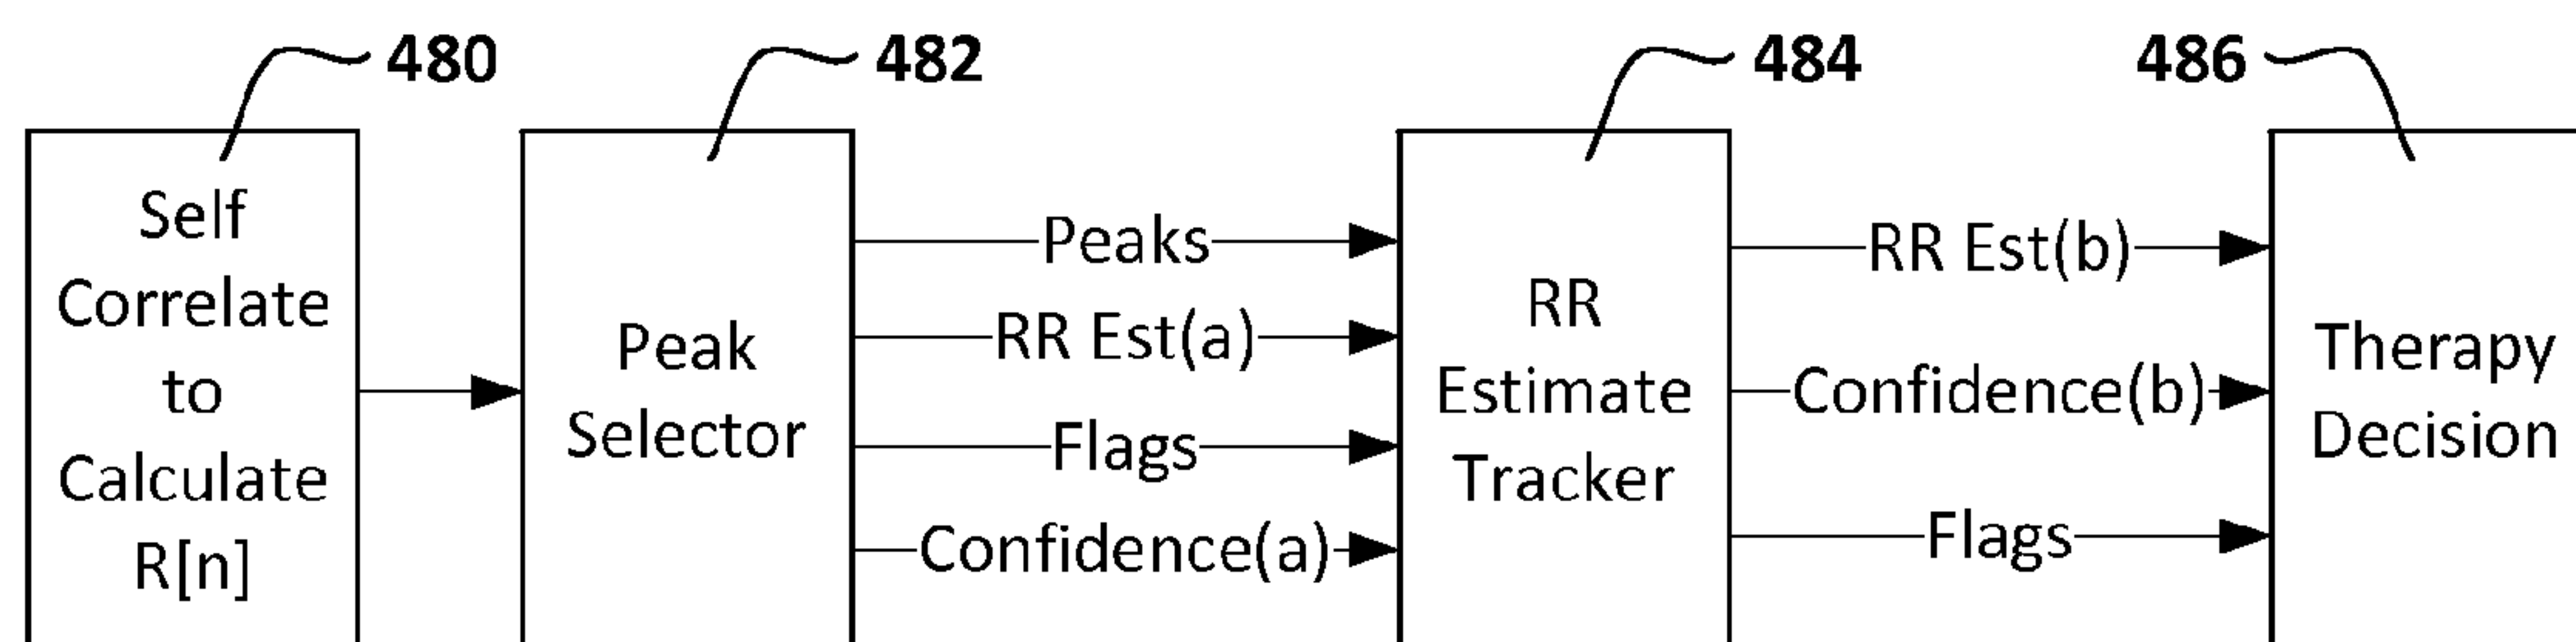 480
482
484
486
Self
Correlate
to
Calculate
R[n]
Peak
Selector
Peaks
RR Est(a)
Flags
Confidence(a)
RR
Estimate
Tracker
RR Est(b)
Confidence(b)
Flags
Therapy
Decision